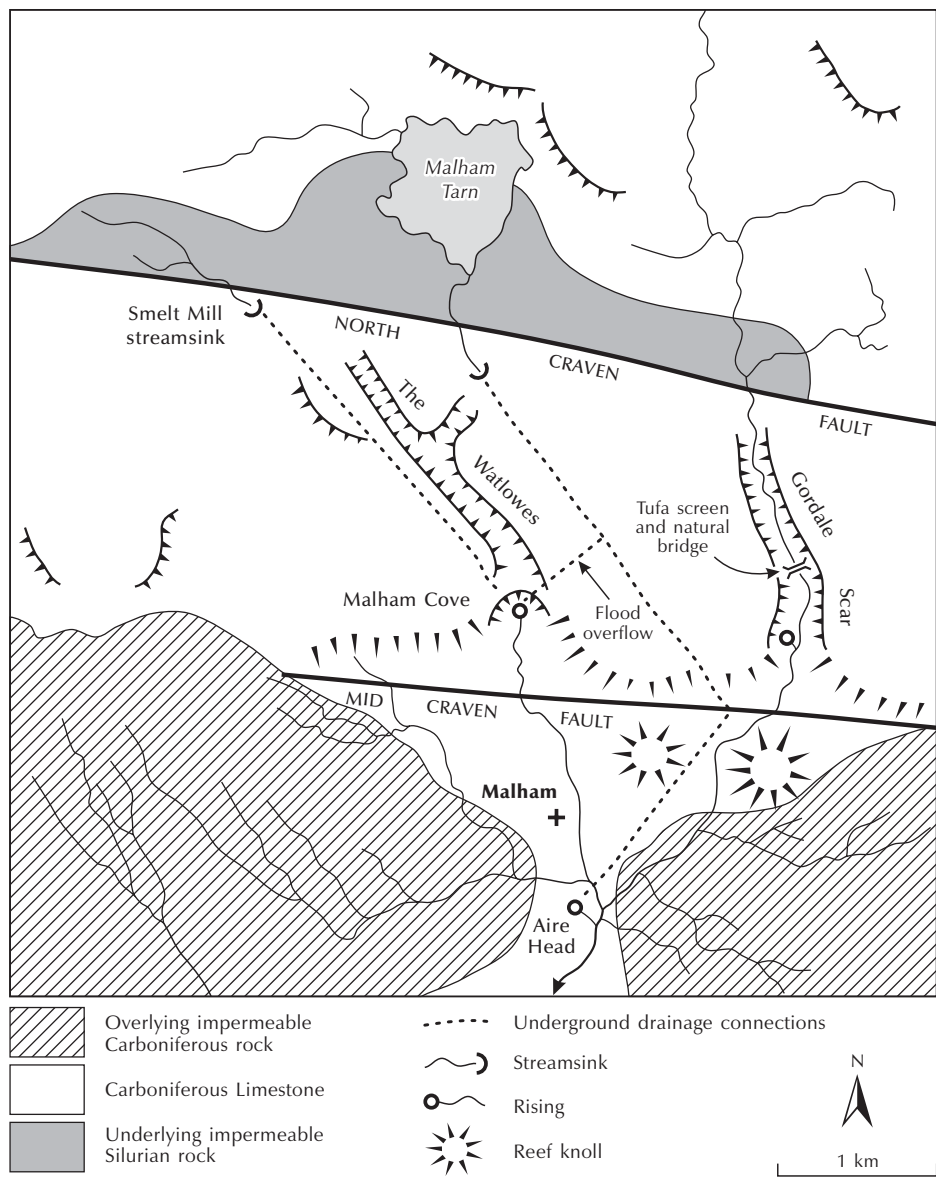 Malham
Tarn
Smelt Mill
streamsink
NORTH
CRAVEN
FAULT
The
Watlowes
Gordale
Scar
Tufa screen
and natural
bridge
Malham Cove
Flood
overflow
MID
CRAVEN
FAULT
Malham
Aire
Head
Overlying impermeable
Carboniferous rock
Carboniferous Limestone
Underlying impermeable
Silurian rock
Underground drainage connections
Streamsink
Rising
Reef knoll
N
1 km